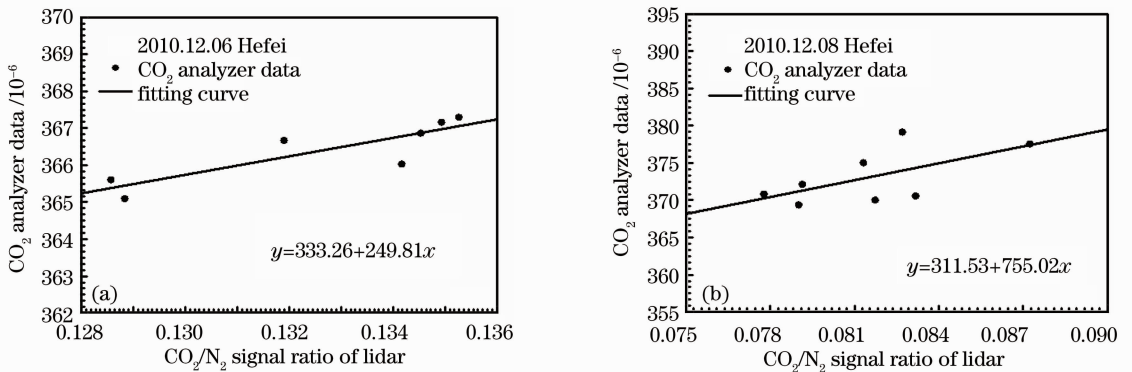 370
369
368
367
366
365
364
363
362
CO₂ analyzer data /10⁻⁶
2010.12.06 Hefei
CO₂ analyzer data
fitting curve
y=333.26+249.81x
(a)
0.128
0.130
0.132
0.134
0.136
CO₂/N₂ signal ratio of lidar
395
390
385
380
375
370
365
360
355
CO₂ analyzer data /10⁻⁶
2010.12.08 Hefei
CO₂ analyzer data
fitting curve
y=311.53+755.02x
(b)
0.075
0.078
0.081
0.084
0.087
0.090
CO₂/N₂ signal ratio of lidar